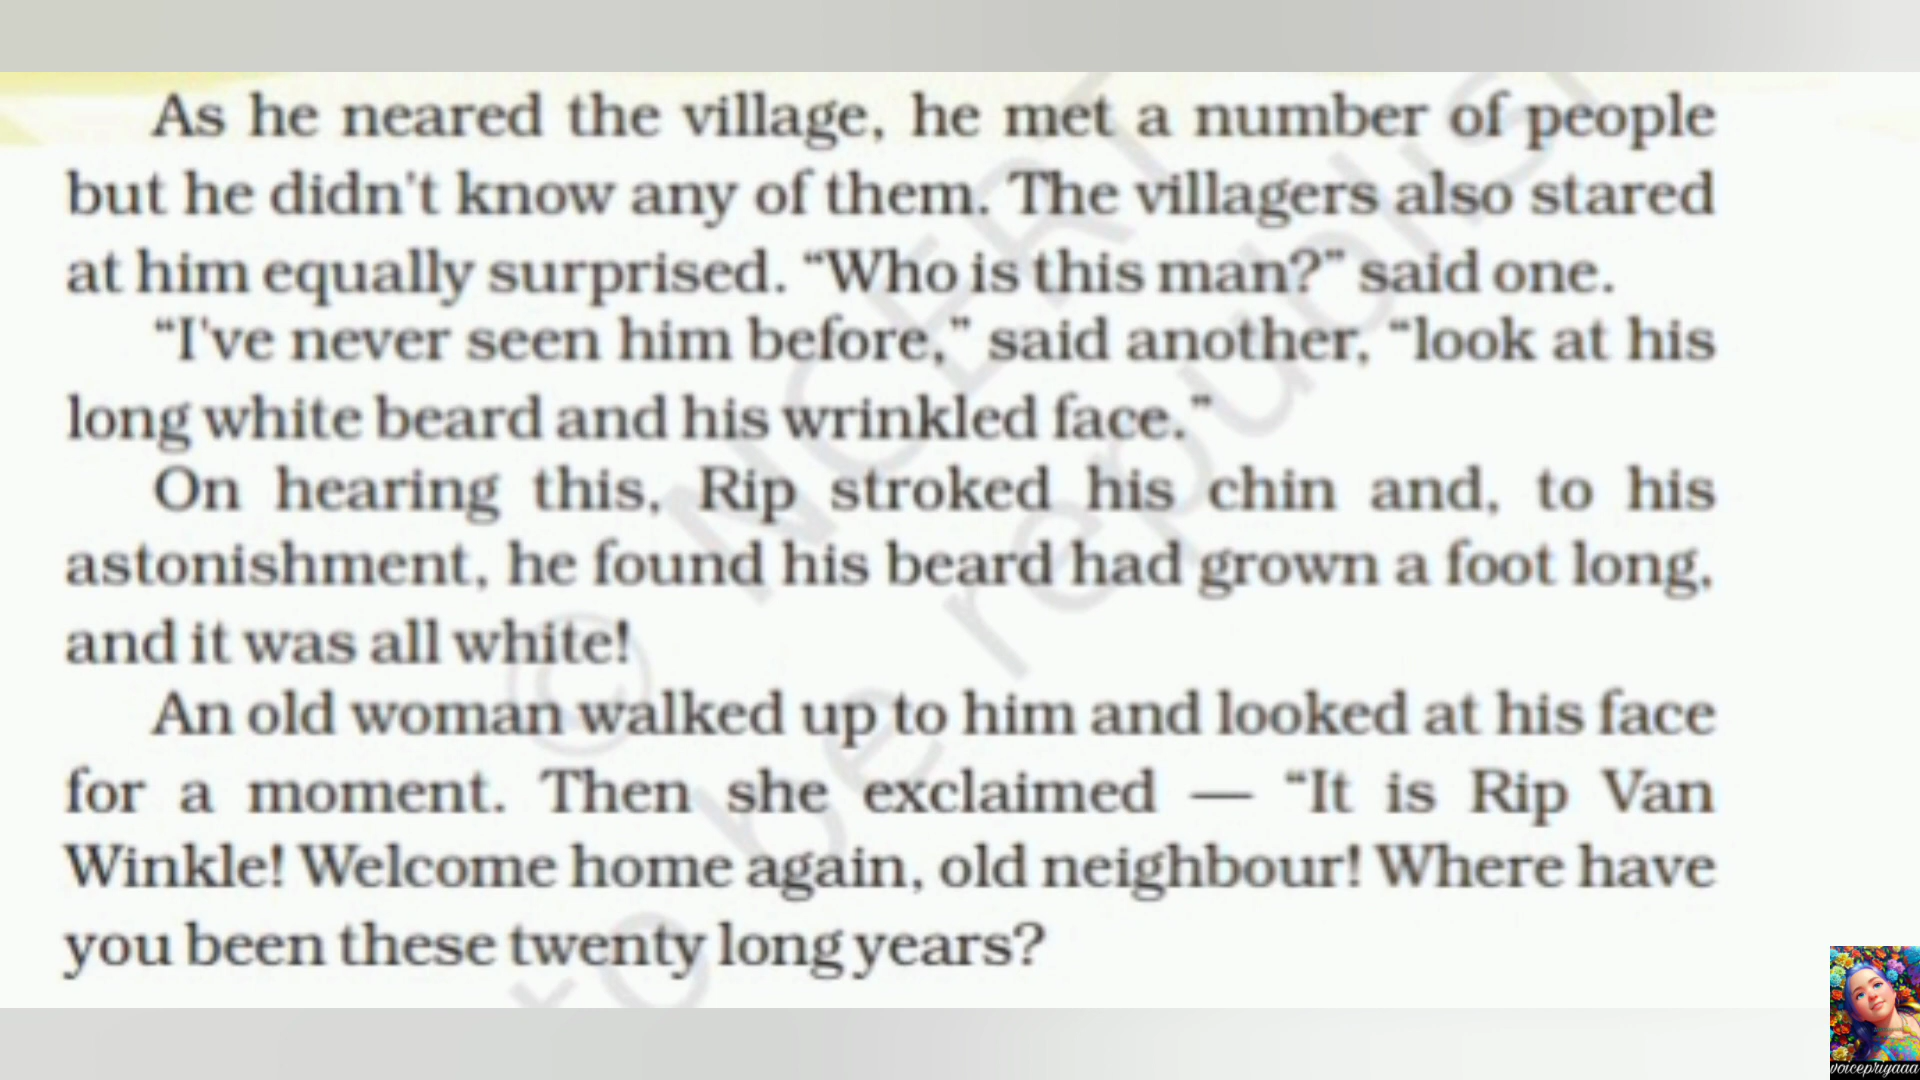 As he neared the village, he met a number of people
but he didn't know any of them. The villagers also stared
at him equally surprised. “Who is this man?” said one.
“I've never seen him before,” said another, “look at his
long white beard and his wrinkled face.”
On hearing this, Rip stroked his chin and, to his
astonishment, he found his beard had grown a foot long,
and it was all white!
An old woman walked up to him and looked at his face
for a moment. Then she exclaimed — “It is Rip Van
Winkle! Welcome home again, old neighbour! Where have
you been these twenty long years?
© NCERT
to be republish
voicepriyaaa